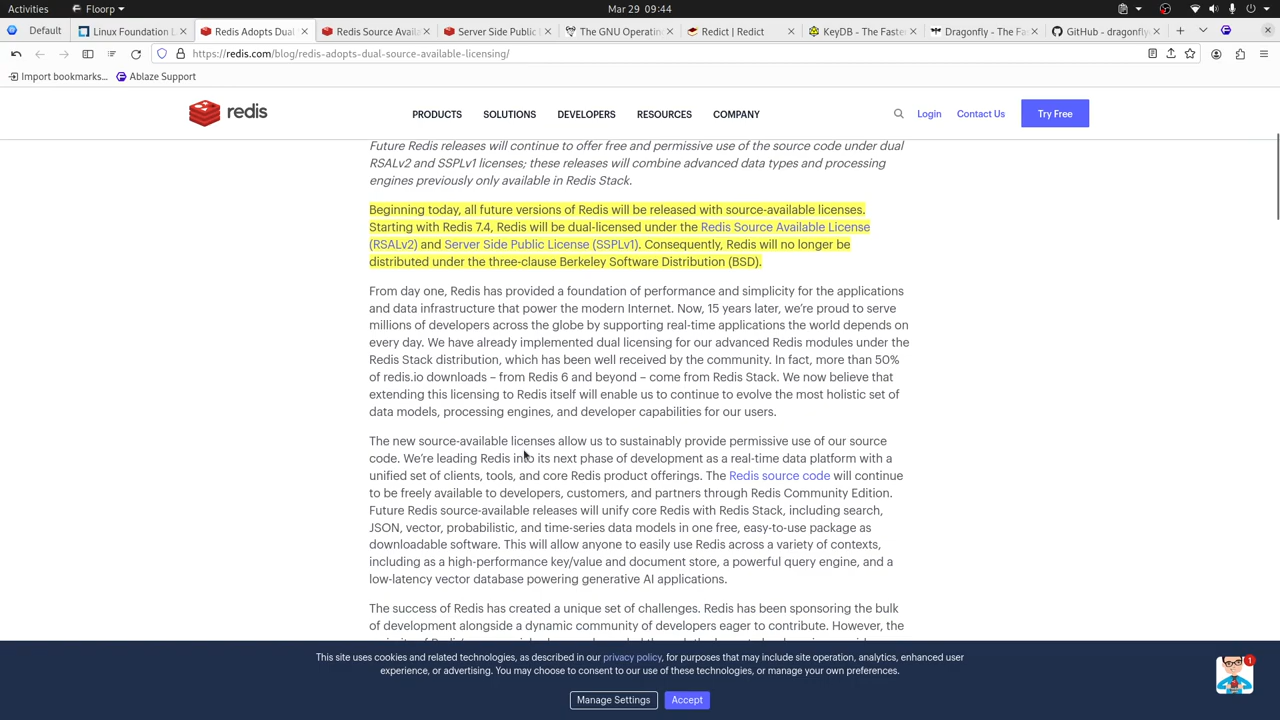 Activities
Floorp
Mar 29 09:44
Default
Linux Foundation L
Redis Adopts Dual
Redis Source Availa
Server Side Public
The GNU Operatin
Redict | Redict
KeyDB - The Faste
Dragonfly - The Fas
GitHub - dragonfly
https://redis.com/blog/redis-adopts-dual-source-available-licensing/
Import bookmarks...
Ablaze Support
redis
PRODUCTS
SOLUTIONS
DEVELOPERS
RESOURCES
COMPANY
Login
Contact Us
Try Free
Future Redis releases will continue to offer free and permissive use of the source code under dual
RSALv2 and SSPLv1 licenses; these releases will combine advanced data types and processing
engines previously only available in Redis Stack.
Beginning today, all future versions of Redis will be released with source-available licenses.
Starting with Redis 7.4, Redis will be dual-licensed under the Redis Source Available License
(RSALv2) and Server Side Public License (SSPLv1). Consequently, Redis will no longer be
distributed under the three-clause Berkeley Software Distribution (BSD).
From day one, Redis has provided a foundation of performance and simplicity for the applications
and data infrastructure that power the modern Internet. Now, 15 years later, we're proud to serve
millions of developers across the globe by supporting real-time applications the world depends on
every day. We have already implemented dual licensing for our advanced Redis modules under the
Redis Stack distribution, which has been well received by the community. In fact, more than 50%
of redis.io downloads – from Redis 6 and beyond – come from Redis Stack. We now believe that
extending this licensing to Redis itself will enable us to continue to evolve the most holistic set of
data models, processing engines, and developer capabilities for our users.
The new source-available licenses allow us to sustainably provide permissive use of our source
code. We're leading Redis into its next phase of development as a real-time data platform with a
unified set of clients, tools, and core Redis product offerings. The Redis source code will continue
to be freely available to developers, customers, and partners through Redis Community Edition.
Future Redis source-available releases will unify core Redis with Redis Stack, including search,
JSON, vector, probabilistic, and time-series data models in one free, easy-to-use package as
downloadable software. This will allow anyone to easily use Redis across a variety of contexts,
including as a high-performance key/value and document store, a powerful query engine, and a
low-latency vector database powering generative AI applications.
The success of Redis has created a unique set of challenges. Redis has been sponsoring the bulk
of development alongside a dynamic community of developers eager to contribute. However, the
This site uses cookies and related technologies, as described in our privacy policy, for purposes that may include site operation, analytics, enhanced user
experience, or advertising. You may choose to consent to our use of these technologies, or manage your own preferences.
Manage Settings
Accept
1